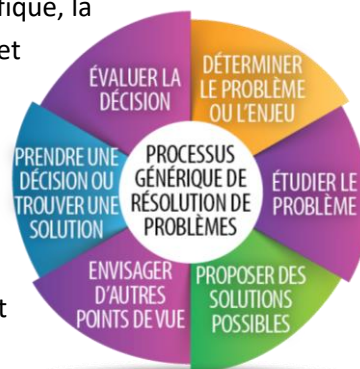 fique, la
et
t
DÉTERMINER
LE PROBLÈME
OU L'ENJEU
ÉTUDIER LE
PROBLÈME
PROPOSER DES
SOLUTIONS
POSSIBLES
ENVISAGER
D'AUTRES
POINTS DE VUE
PRENDRE UNE
DÉCISION OU
TROUVER UNE
SOLUTION
ÉVALUER LA
DÉCISION
PROCESSUS
GÉNÉRIQUE DE
RÉSOLUTION DE
PROBLÈMES